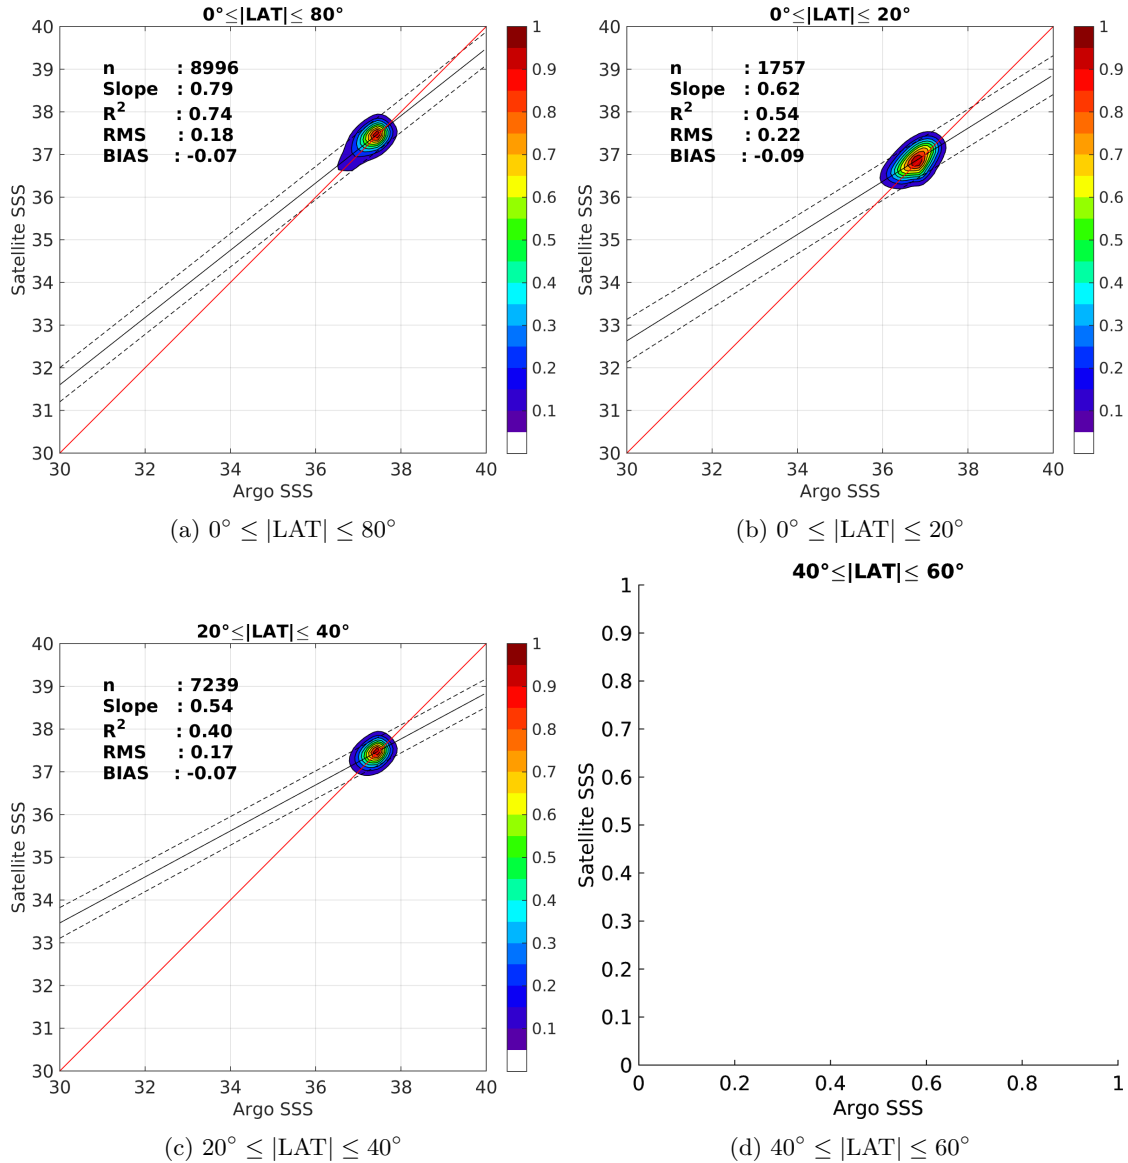 0°≤|LAT|≤ 80°
n : 8996
Slope : 0.79
R² : 0.74
RMS : 0.18
BIAS : -0.07
40
39
38
37
36
35
34
33
32
31
30
Satellite SSS
30 32 34 36 38 40
Argo SSS
1
0.9
0.8
0.7
0.6
0.5
0.4
0.3
0.2
0.1
(a) 0° ≤ |LAT| ≤ 80°
0°≤|LAT|≤ 20°
n : 1757
Slope : 0.62
R² : 0.54
RMS : 0.22
BIAS : -0.09
40
39
38
37
36
35
34
33
32
31
30
Satellite SSS
30 32 34 36 38 40
Argo SSS
1
0.9
0.8
0.7
0.6
0.5
0.4
0.3
0.2
0.1
(b) 0° ≤ |LAT| ≤ 20°
20°≤|LAT|≤ 40°
n : 7239
Slope : 0.54
R² : 0.40
RMS : 0.17
BIAS : -0.07
40
39
38
37
36
35
34
33
32
31
30
Satellite SSS
30 32 34 36 38 40
Argo SSS
1
0.9
0.8
0.7
0.6
0.5
0.4
0.3
0.2
0.1
(c) 20° ≤ |LAT| ≤ 40°
40°≤|LAT|≤ 60°
1
0.9
0.8
0.7
0.6
0.5
0.4
0.3
0.2
0.1
0
Satellite SSS
0 0.2 0.4 0.6 0.8 1
Argo SSS
(d) 40° ≤ |LAT| ≤ 60°